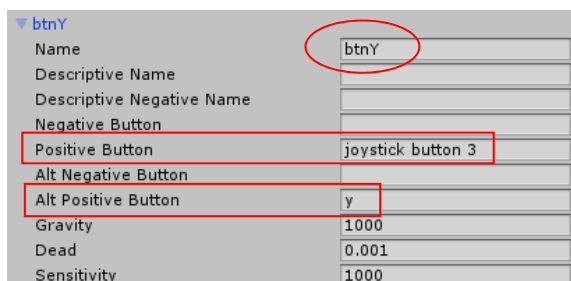 btnY
Name btnY
Descriptive Name
Descriptive Negative Name
Negative Button
Positive Button joystick button 3
Alt Negative Button
Alt Positive Button y
Gravity 1000
Dead 0.001
Sensitivity 1000